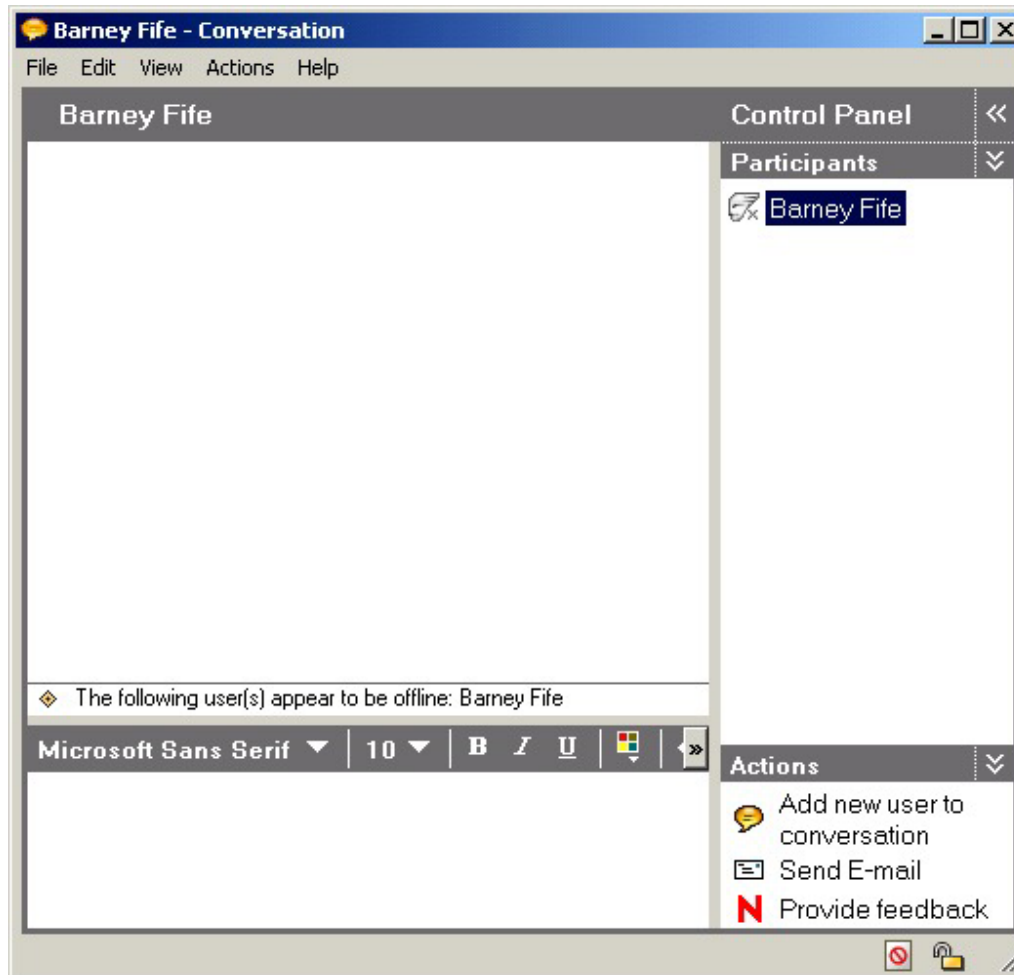 Barney Fife - Conversation
File Edit View Actions Help
Barney Fife
Control Panel
Participants
Barney Fife
The following user(s) appear to be offline: Barney Fife
Microsoft Sans Serif 10 B I U
Actions
Add new user to
conversation
Send E-mail
N Provide feedback